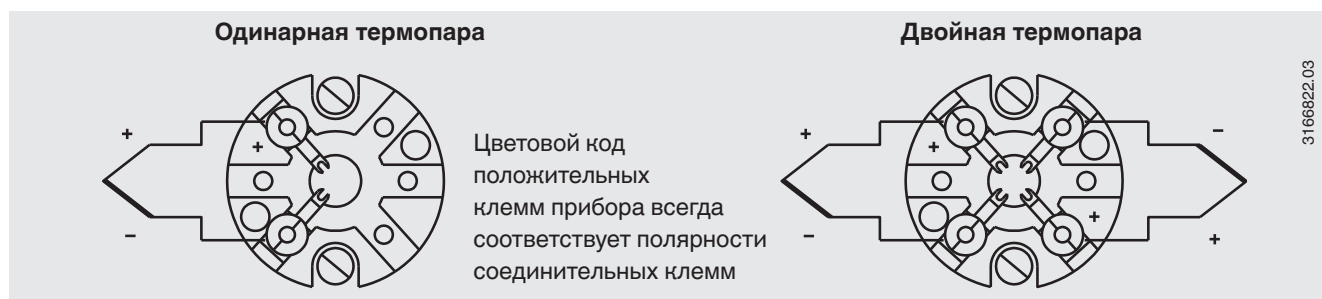 Одинарная термопара
Двойная термопара
+
+
–
Цветовой код
положительных
клемм прибора всегда
соответствует полярности
соединительных клемм
+
+
–
–
+
+
3166822.03